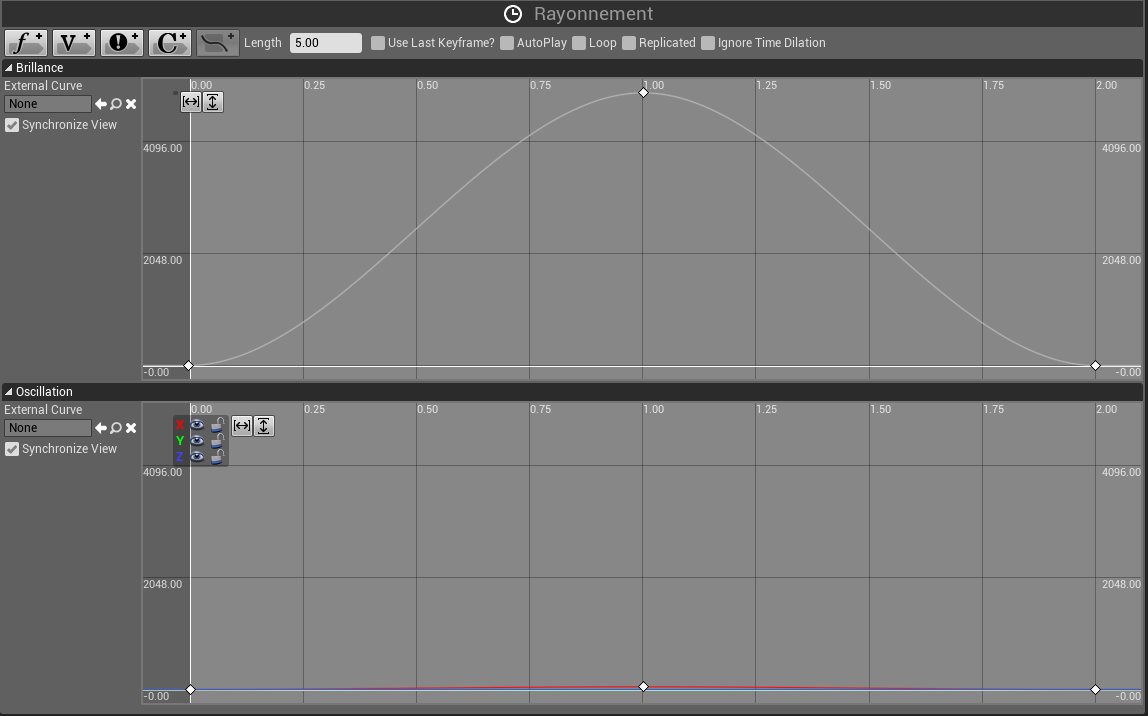 Rayonnement
f+ V+ !+ C+ Length 5.00 Use Last Keyframe? AutoPlay Loop Replicated Ignore Time Dilation
Brillance
External Curve
None
Synchronize View
0.00 0.25 0.50 0.75 1.00 1.25 1.50 1.75 2.00
4096.00 4096.00
2048.00 2048.00
-0.00 -0.00
Oscillation
External Curve
None
Synchronize View
0.00 0.25 0.50 0.75 1.00 1.25 1.50 1.75 2.00
X
Y
Z
4096.00 4096.00
2048.00 2048.00
-0.00 -0.00